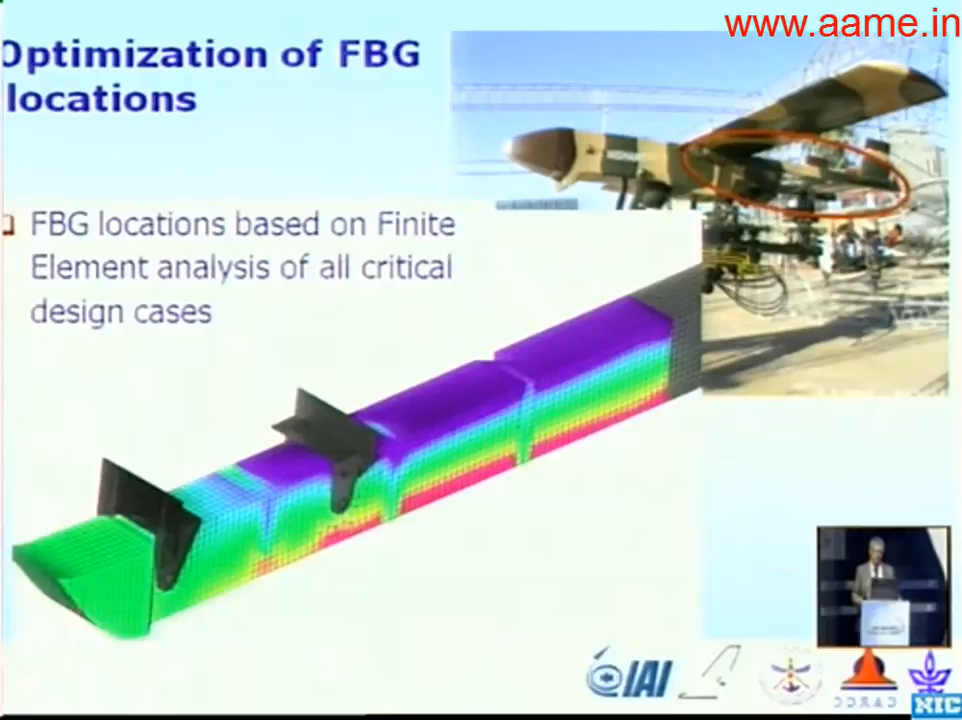 www.aame.in
Optimization of FBG
locations
FBG locations based on Finite
Element analysis of all critical
design cases
IAI
NIC